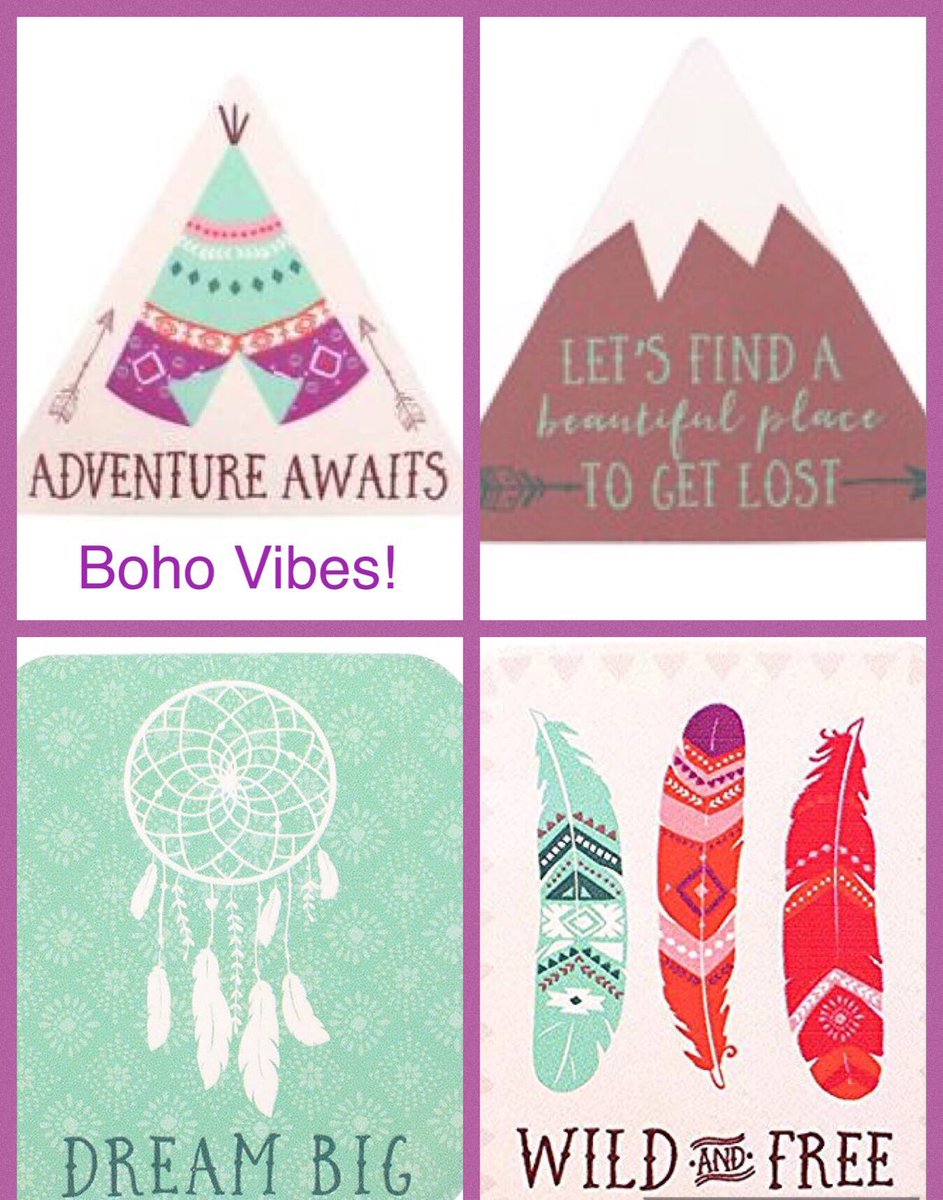 ADVENTURE AWAITS
Boho Vibes!
LET'S FIND A
beautiful place
TO GET LOST
DREAM BIG
WILD AND FREE